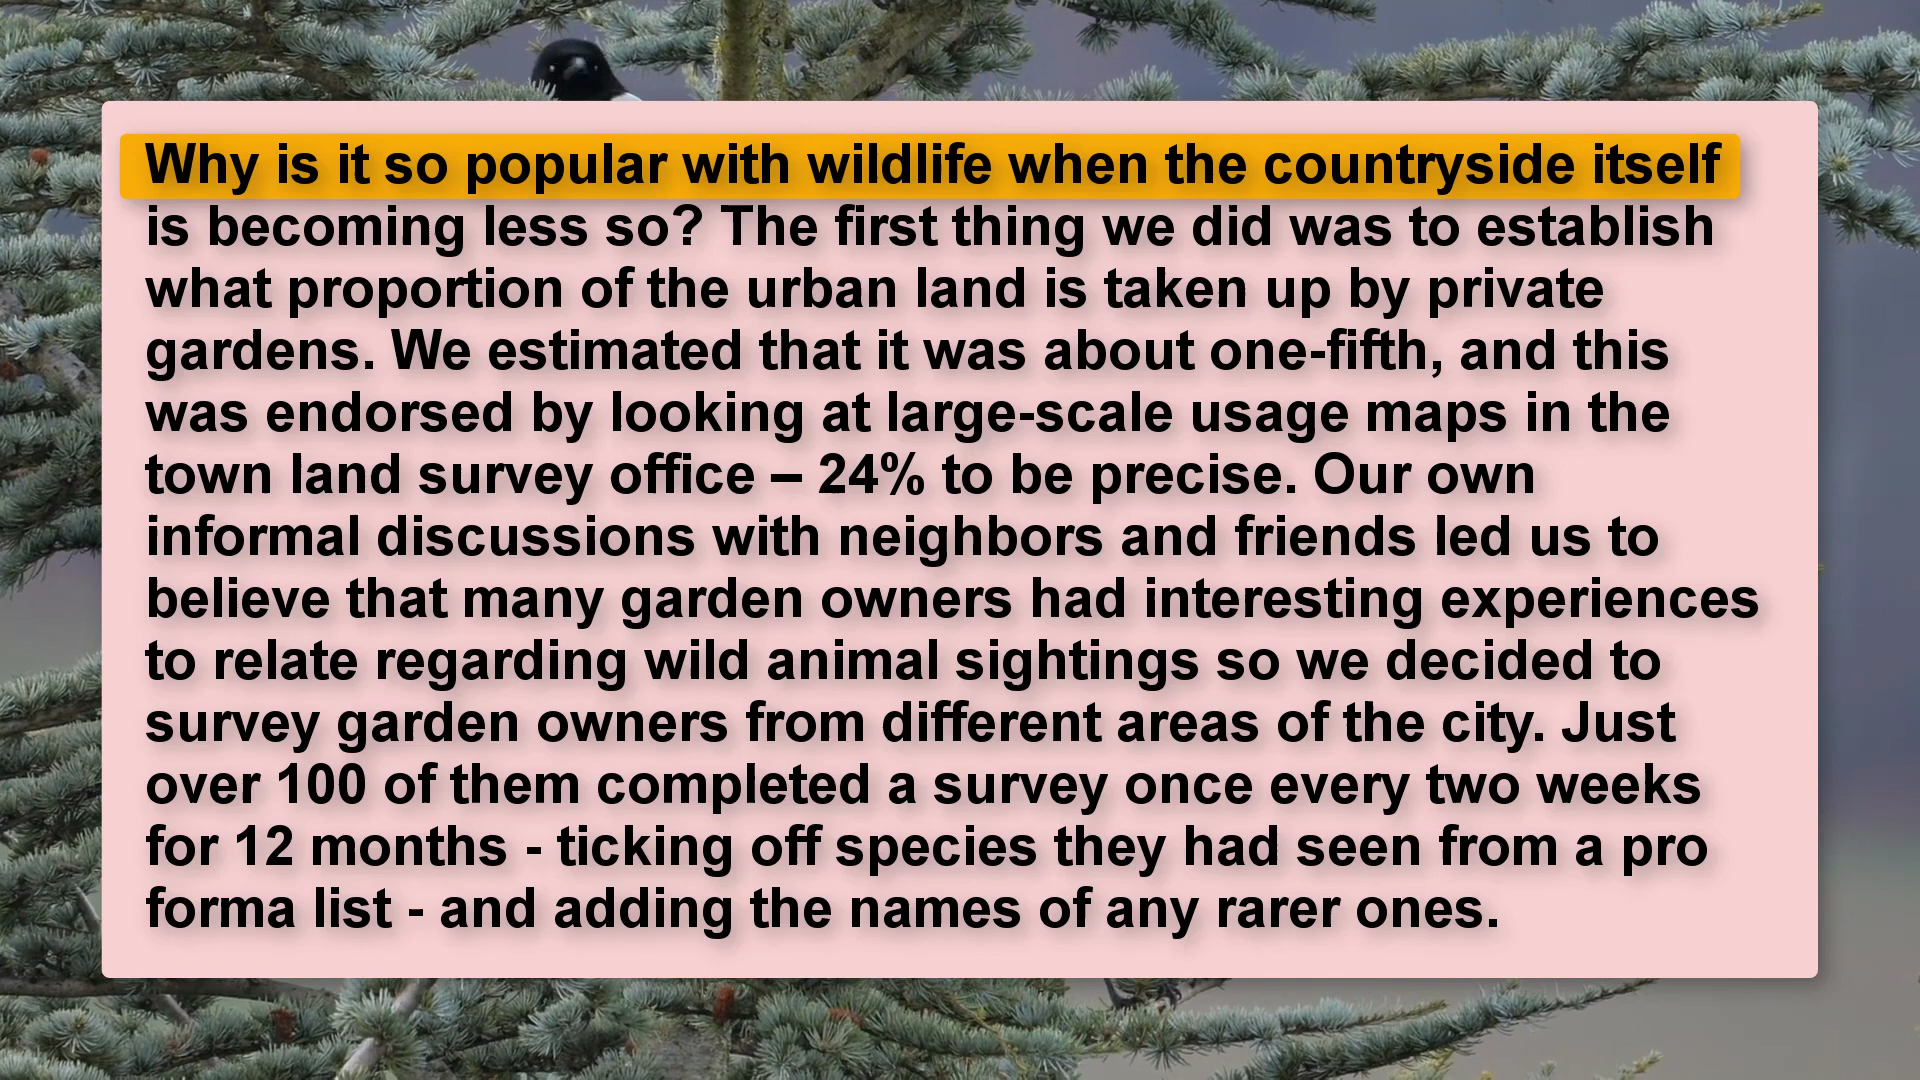 Why is it so popular with wildlife when the countryside itself
is becoming less so? The first thing we did was to establish
what proportion of the urban land is taken up by private
gardens. We estimated that it was about one-fifth, and this
was endorsed by looking at large-scale usage maps in the
town land survey office – 24% to be precise. Our own
informal discussions with neighbors and friends led us to
believe that many garden owners had interesting experiences
to relate regarding wild animal sightings so we decided to
survey garden owners from different areas of the city. Just
over 100 of them completed a survey once every two weeks
for 12 months - ticking off species they had seen from a pro
forma list - and adding the names of any rarer ones.